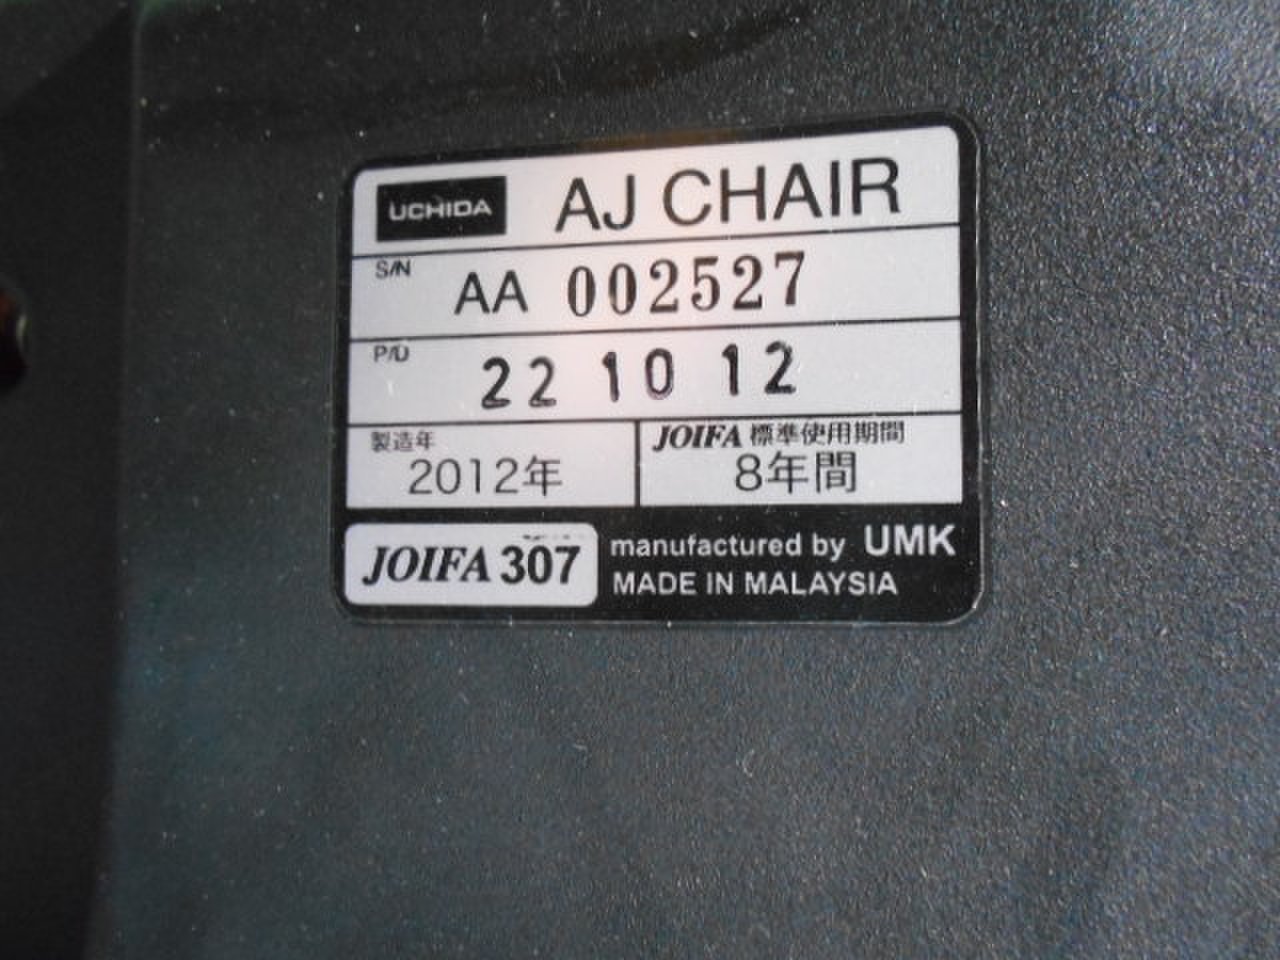 UCHIDA AJ CHAIR
S/N AA 002527
P/D 22 10 12
製造年
2012年
JOIFA 標準使用期間
8年間
JOIFA 307
manufactured by UMK
MADE IN MALAYSIA